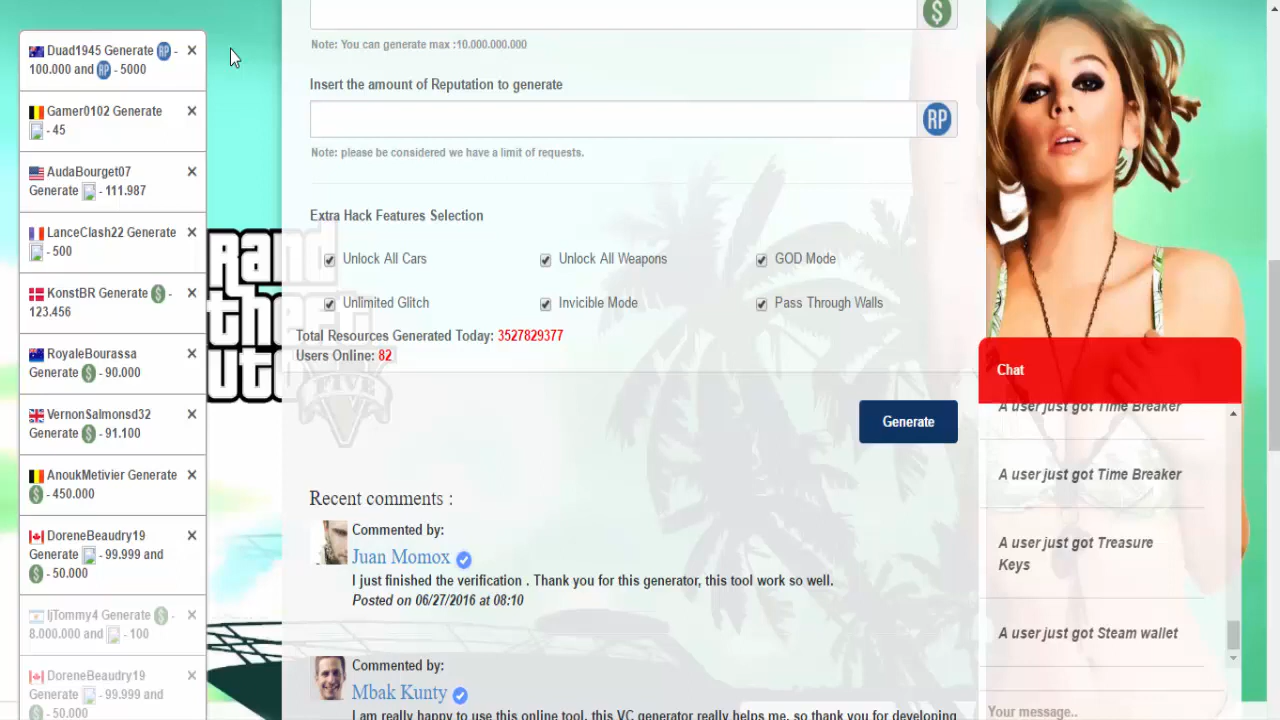 Duad1945 Generate RP -
100.000 and RP - 5000
Gamer0102 Generate
- 45
AudaBourget07
Generate - 111.987
LanceClash22 Generate
- 500
KonstBR Generate $ -
123.456
RoyaleBourassa
Generate $ - 90.000
VernonSalmonsd32
Generate $ - 91.100
AnoukMetivier Generate
$ - 450.000
DoreneBeaudry19
Generate - 99.999 and
$ - 50.000
ljTommy4 Generate $ -
8.000.000 and - 100
DoreneBeaudry19
Generate - 99.999 and
$ - 50.000
$
Note: You can generate max :10.000.000.000
Insert the amount of Reputation to generate
RP
Note: please be considered we have a limit of requests.
Extra Hack Features Selection
Unlock All Cars
Unlock All Weapons
GOD Mode
Unlimited Glitch
Invicible Mode
Pass Through Walls
Total Resources Generated Today: 3527829377
Users Online: 82
FIVE
Generate
Recent comments :
Commented by:
Juan Momox
I just finished the verification . Thank you for this generator, this tool work so well.
Posted on 06/27/2016 at 08:10
Commented by:
Mbak Kunty
I am really happy to use this online tool, this VC generator really helps me, so thank you for developing
Chat
A user just got Time Breaker
A user just got Time Breaker
A user just got Treasure
Keys
A user just got Steam wallet
Your message..